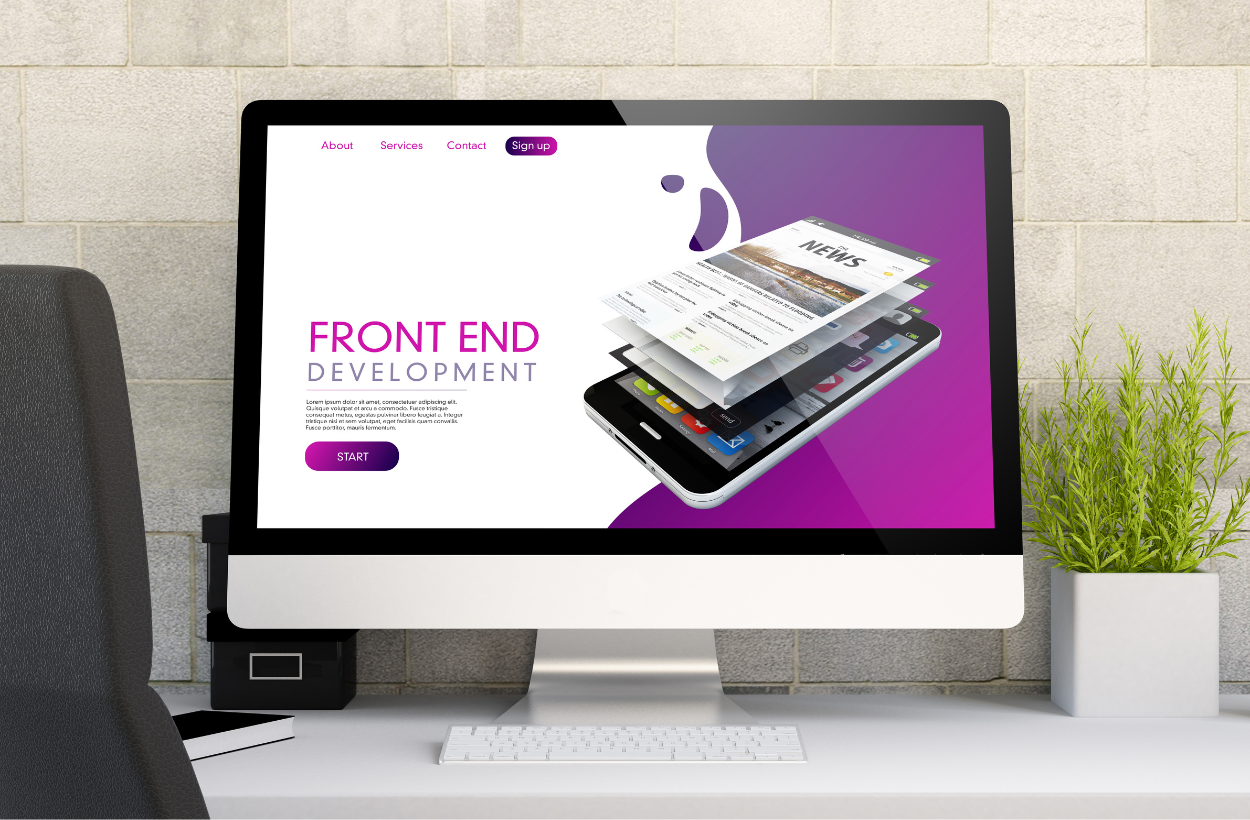 About Services Contact Sign up
FRONT END
DEVELOPMENT
Lorem ipsum dolor sit amet, consectetuer adipiscing elit.
Quisque volutpat et arcu a commodo. Fusce tristique
consequat metus, egestas pulvinar libero feugiat a. Integer
tristique nisl et sem volutpat, eget facilisis quam convallis.
Fusce porttitor, mauris fermentum.
START
THE
NEWS